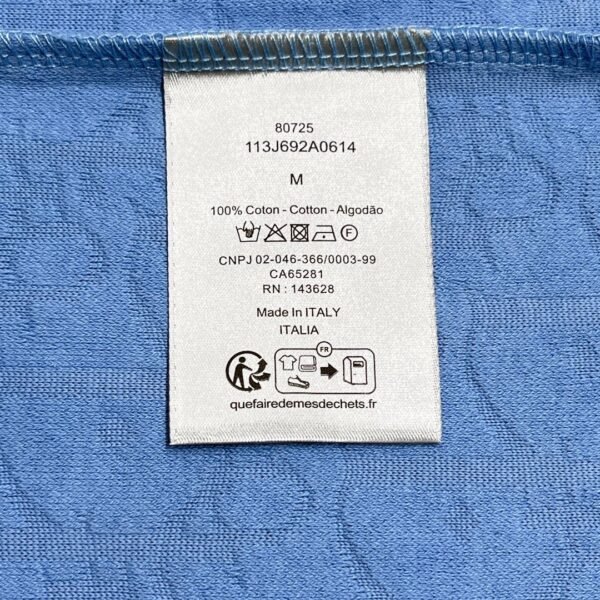 80725
113J692A0614
M
100% Coton - Cotton - Algodão
F
CNPJ 02-046-366/0003-99
CA65281
RN : 143628
Made In ITALY
ITALIA
FR
quefairedemesdechets.fr